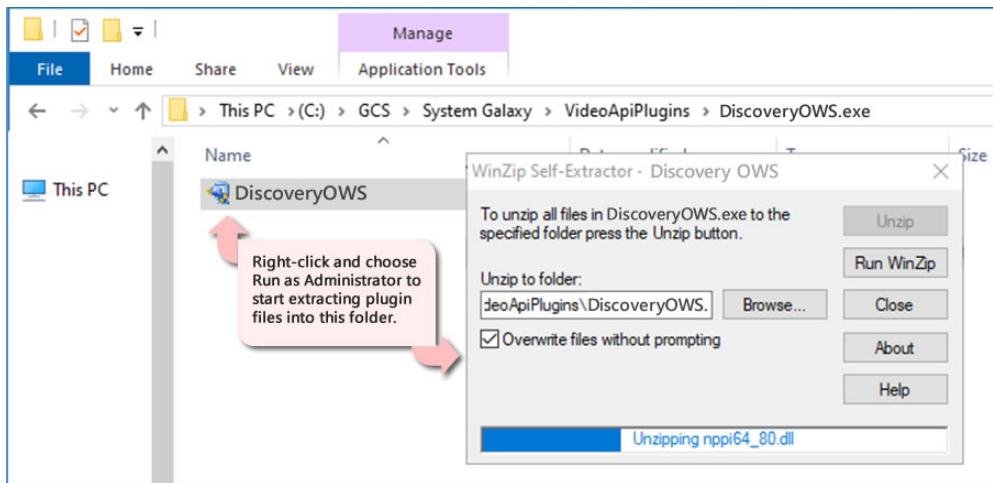 Manage
File Home Share View Application Tools
This PC > (C:) > GCS > System Galaxy > VideoApiPlugins > DiscoveryOWS.exe
Name Size
This PC
DiscoveryOWS
Right-click and choose
Run as Administrator to
start extracting plugin
files into this folder.
WinZip Self-Extractor - Discovery OWS
To unzip all files in DiscoveryOWS.exe to the
specified folder press the Unzip button.
Unzip to folder:
deoApiPlugins\DiscoveryOWS.
Browse...
Overwrite files without prompting
Unzip
Run WinZip
Close
About
Help
Unzipping nppi64_80.dll